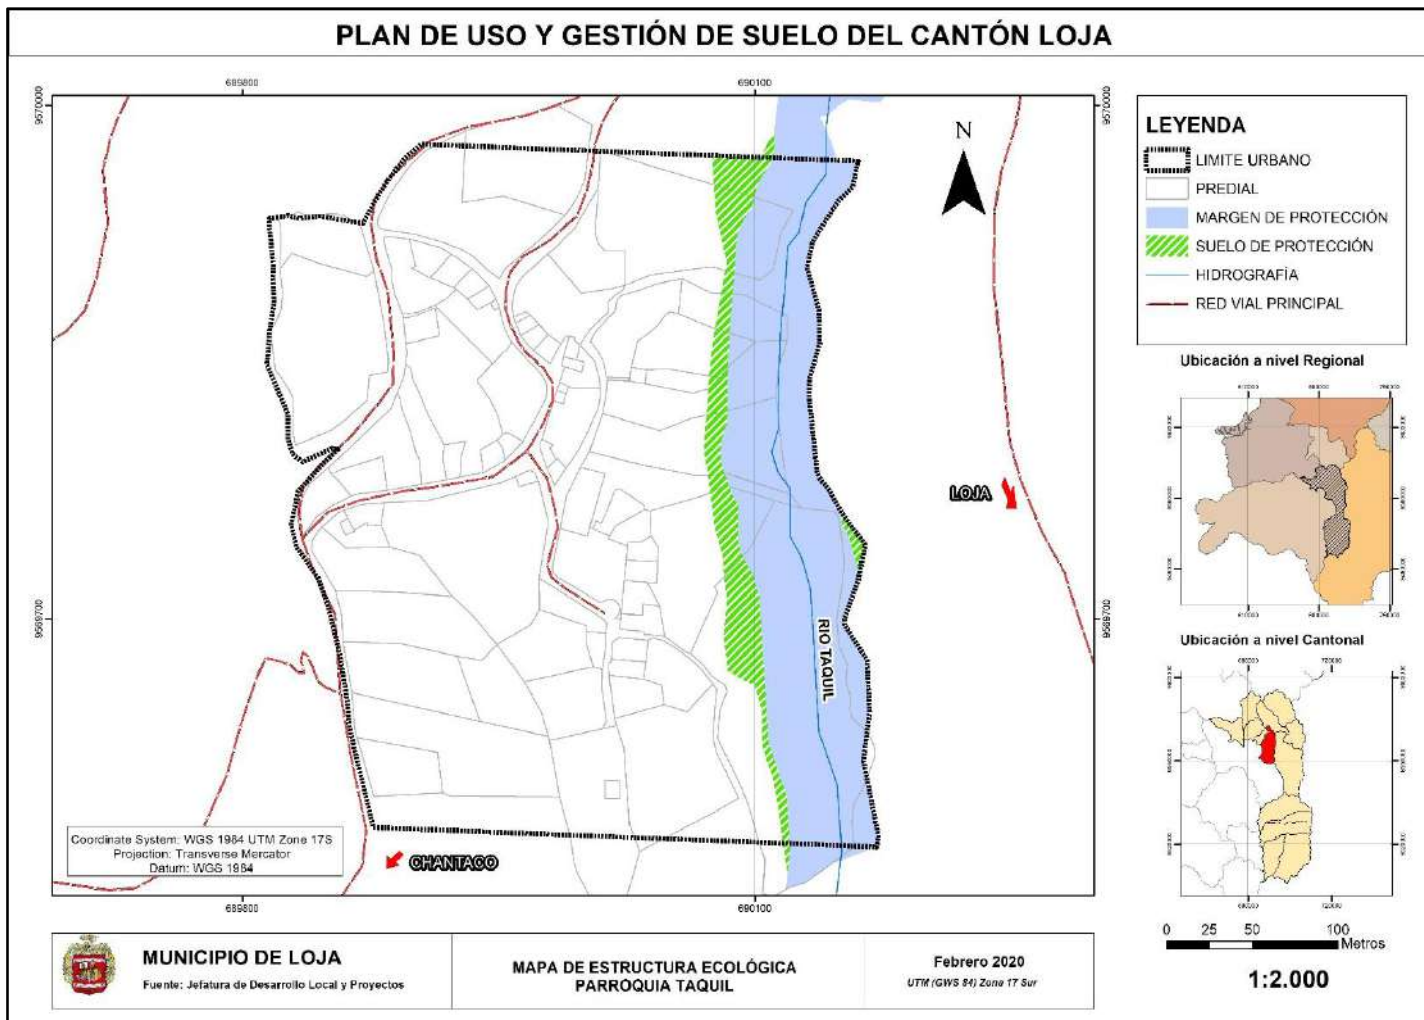 PLAN DE USO Y GESTIÓN DE SUELO DEL CANTÓN LOJA
689800
690100
9570000
9570000
N
LEYENDA
LIMITE URBANO
PREDIAL
MARGEN DE PROTECCIÓN
SUELO DE PROTECCIÓN
HIDROGRAFÍA
RED VIAL PRINCIPAL
Ubicación a nivel Regional
LOJA
9569700
9569700
RIO TAQUIL
Ubicación a nivel Cantonal
Coordinate System: WGS 1984 UTM Zone 17S
Projection: Transverse Mercator
Datum: WGS 1984
CHANTACO
689800
690100
0 25 50 100
Metros
1:2.000
MUNICIPIO DE LOJA
Fuente: Jefatura de Desarrollo Local y Proyectos
MAPA DE ESTRUCTURA ECOLÓGICA
PARROQUIA TAQUIL
Febrero 2020
UTM (GWS 84) Zona 17 Sur